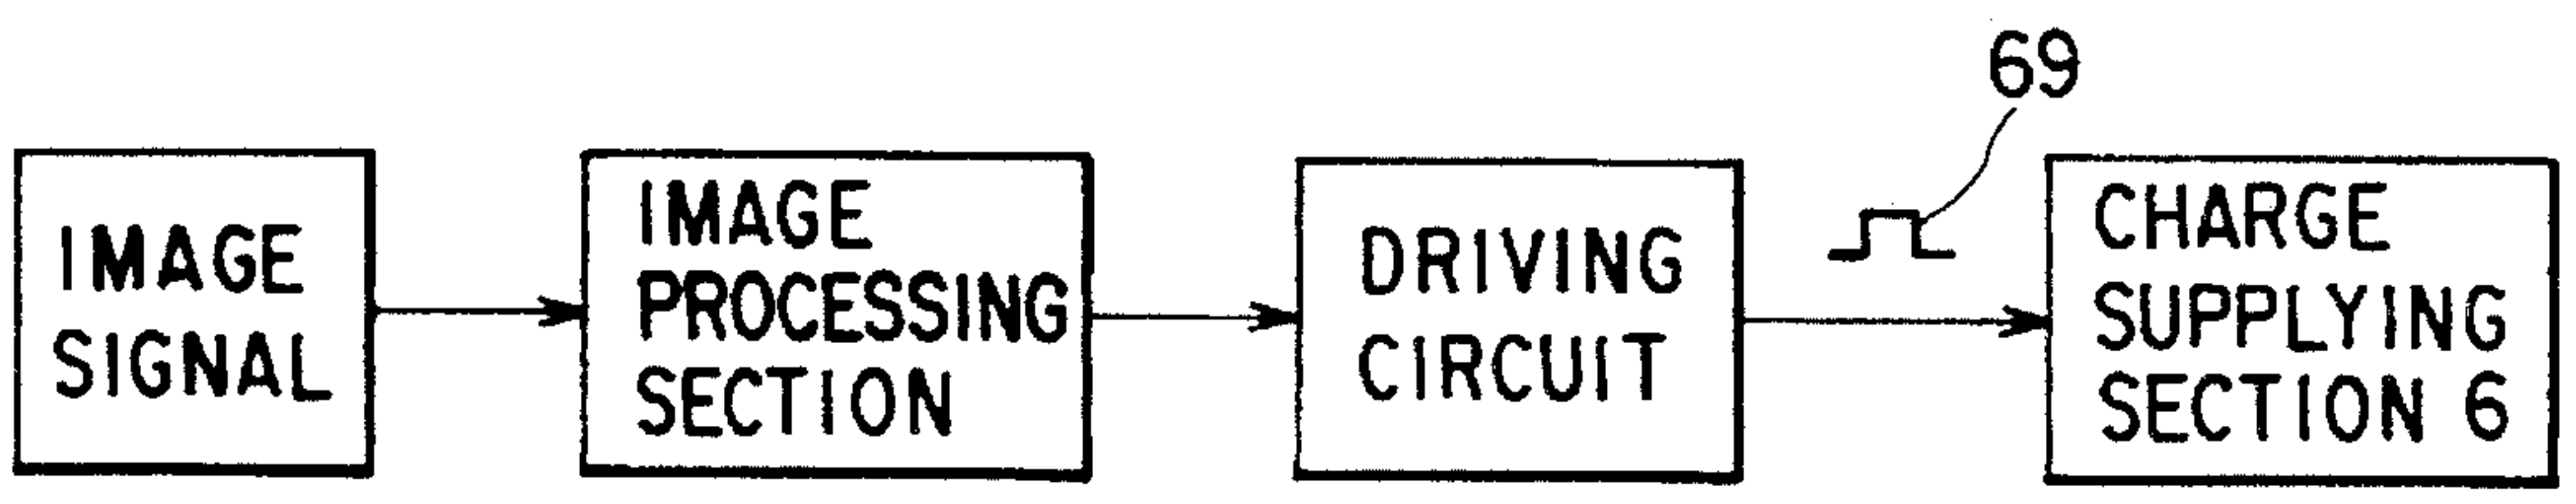 69
IMAGE
SIGNAL
IMAGE
PROCESSING
SECTION
DRIVING
CIRCUIT
CHARGE
SUPPLYING
SECTION 6